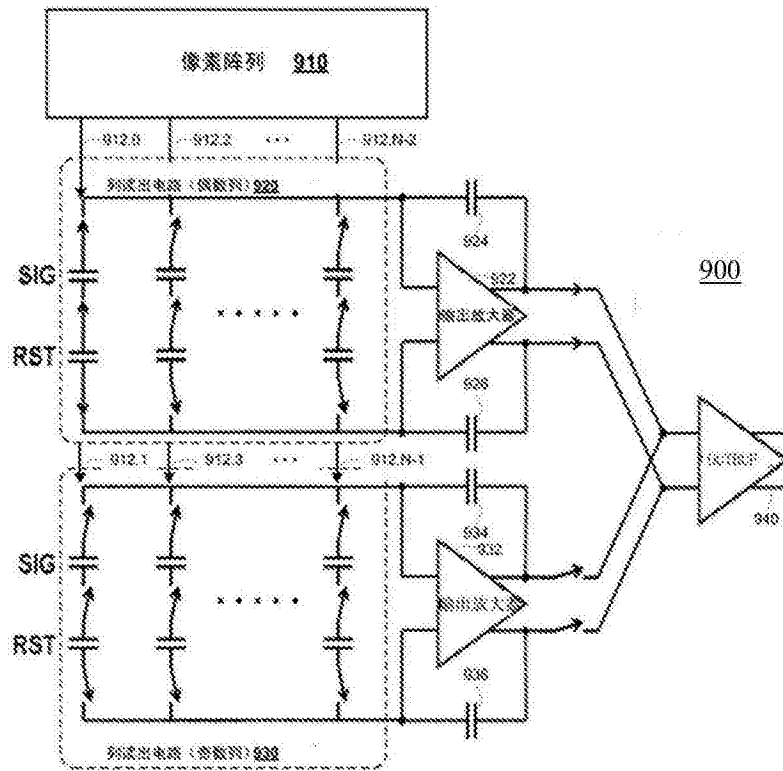 像素阵列 910
912.0 912.2 ... 912.N-2
列读出电路（偶数列）920
SIG
RST
924
922
输出放大器
926
900
912.1 912.3 ... 912.N-1
OUTBUF
940
SIG
RST
934
932
输出放大器
936
列读出电路（奇数列）930